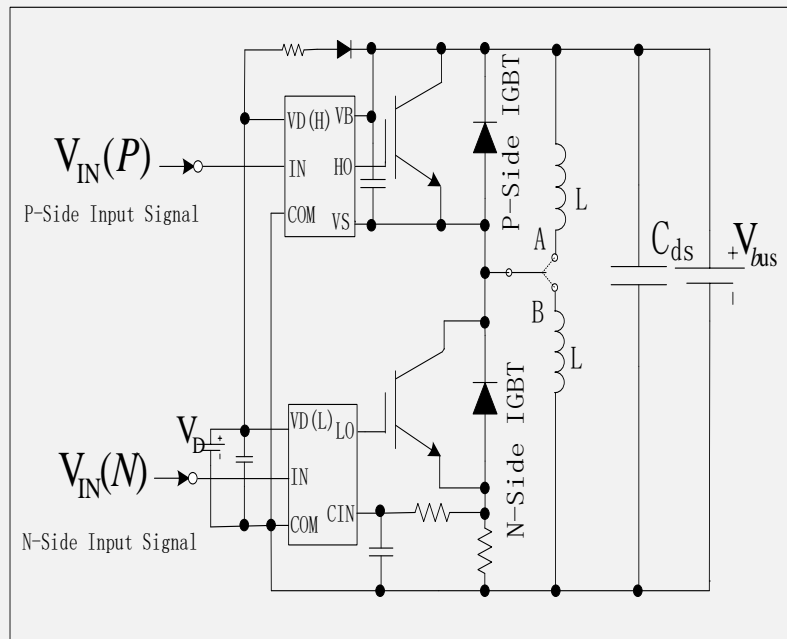 VD(H)
VB
V_IN(P)
IN
HO
P-Side Input Signal
COM
VS
P-Side IGBT
L
A
C_ds
+
V_bus
-
B
L
VD(L)
LO
V_D
+
-
V_IN(N)
IN
N-Side Input Signal
COM
CIN
N-Side IGBT